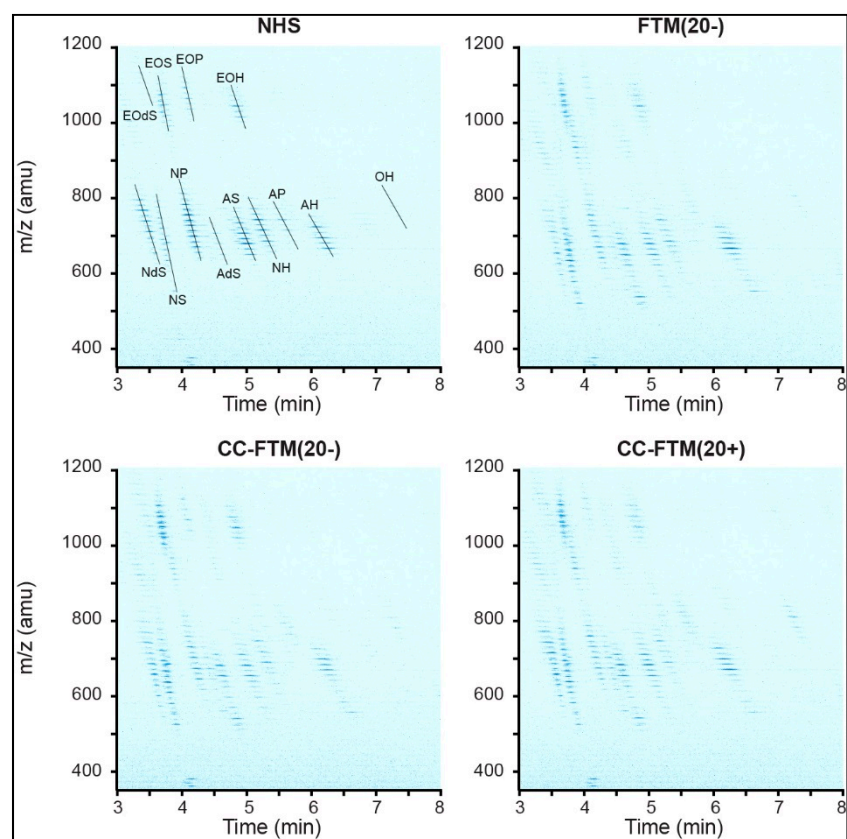 NHS
FTM(20-)
1200
EOS
EOP
EOH
EOdS
1000
NP
AS
AP
AH
OH
800
600
NdS
NS
AdS
NH
400
m/z (amu)
3 4 5 6 7 8
Time (min)
1200
1000
800
600
400
3 4 5 6 7 8
Time (min)
CC-FTM(20-)
CC-FTM(20+)
1200
1000
800
600
400
m/z (amu)
3 4 5 6 7 8
Time (min)
1200
1000
800
600
400
3 4 5 6 7 8
Time (min)